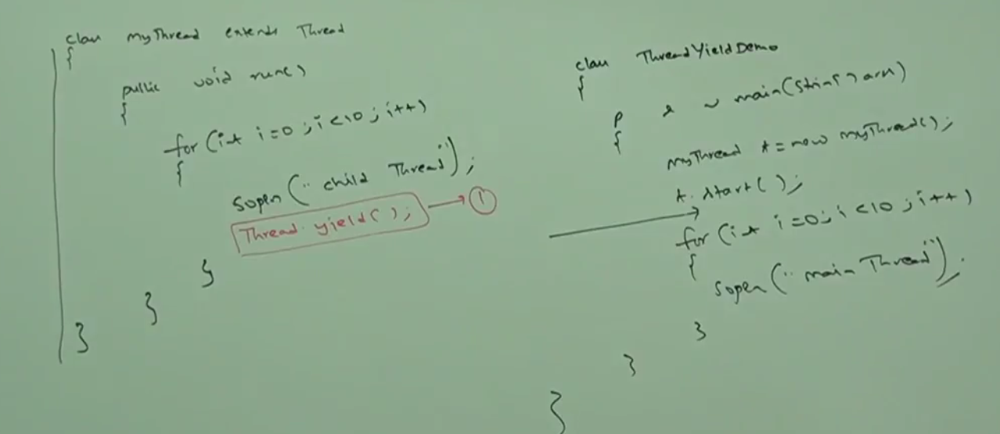 class MyThread extends Thread
{
public void run()
{
for (int i=0; i<10; i++)
{
sopln("child Thread");
Thread.yield(); → ①
}
}
}
class ThreadYieldDemo
{
p s v main(String[] args)
{
MyThread t = new MyThread();
t.start();
for (int i=0; i<10; i++)
{
sopln("main Thread");
}
}
}